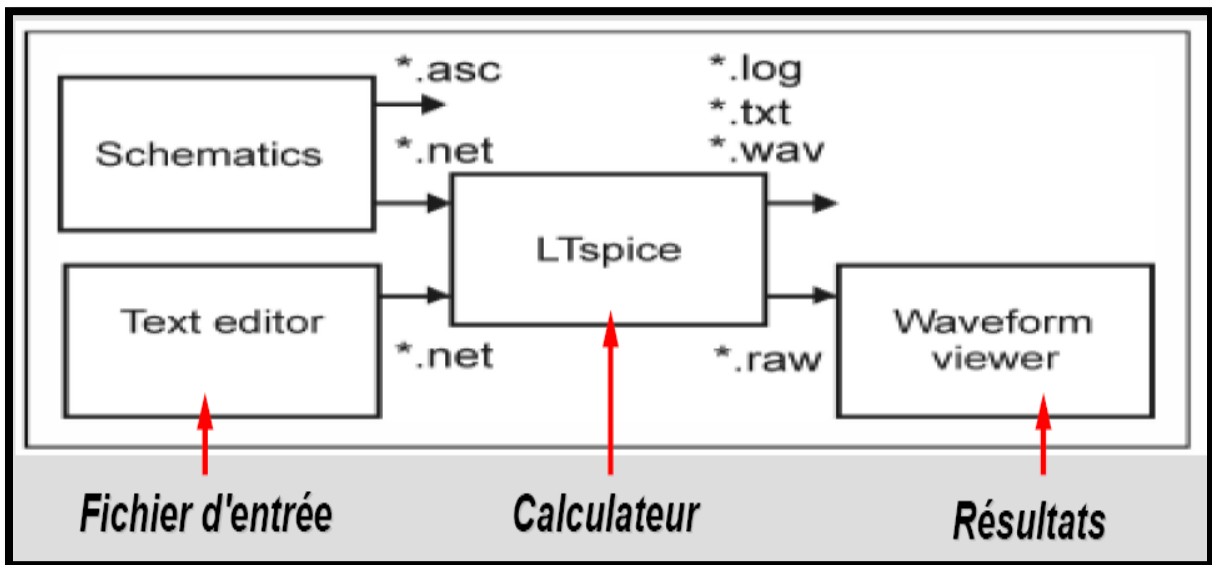 *.asc
*.log
*.txt
Schematics
*.net
*.wav
LTspice
Text editor
Waveform
viewer
*.net
*.raw
Fichier d'entrée
Calculateur
Résultats